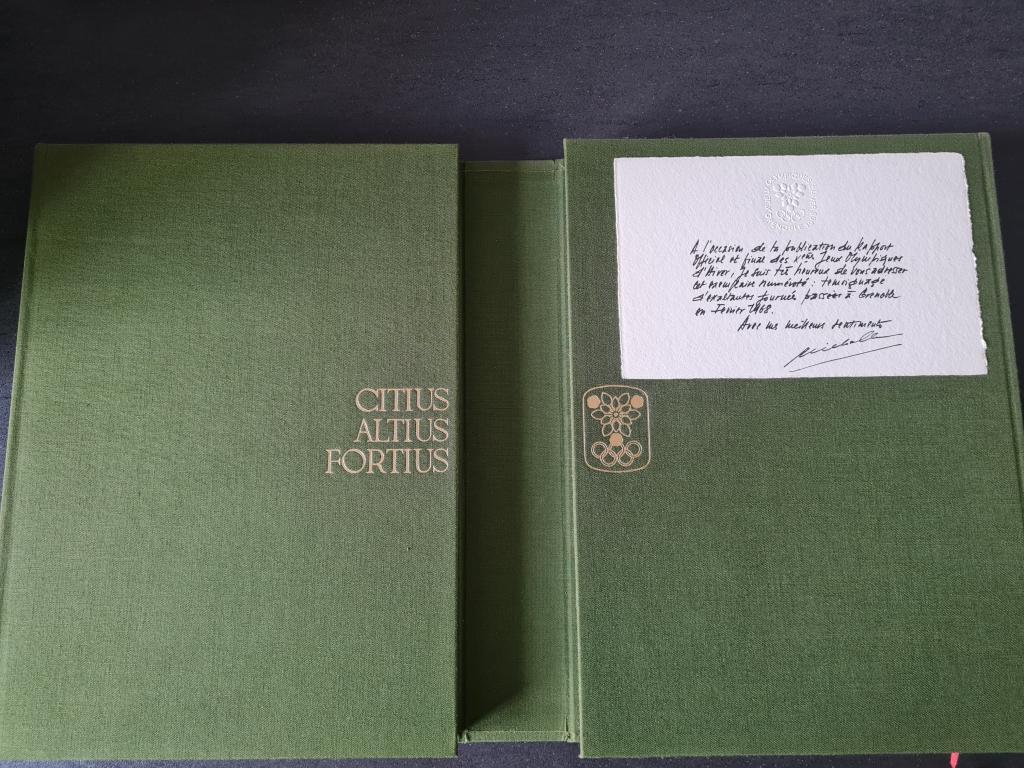 CITIUS
ALTIUS
FORTIUS
A l'occasion de la publication du Rapport
Officiel et final des Xèmes Jeux Olympiques
d'Hiver, je suis très heureux de vous adresser
cet exemplaire numéroté : témoignage
d'exaltantes journées passées à Grenoble
en Février 1968.
Avec mes meilleurs sentiments